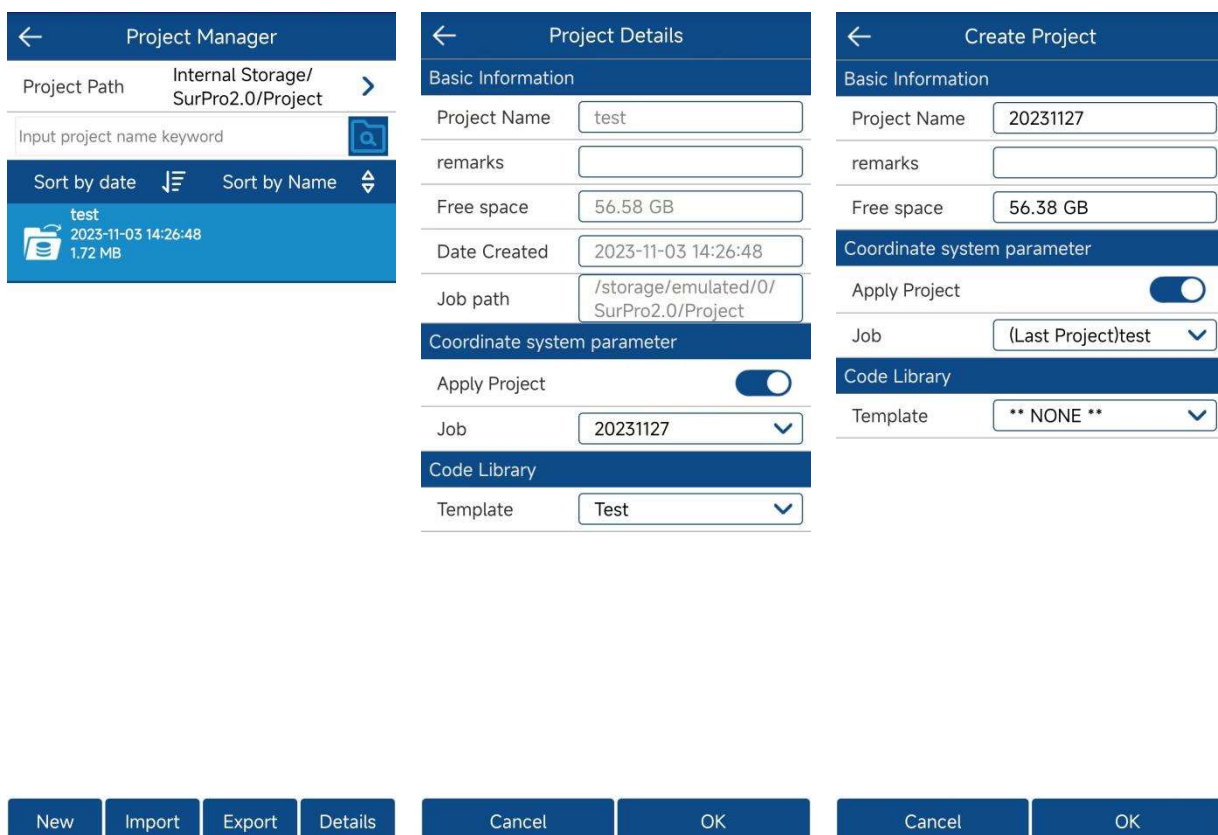 Project Manager
Project Path
Internal Storage/
SurPro2.0/Project
Input project name keyword
Sort by date
Sort by Name
test
2023-11-03 14:26:48
1.72 MB
New
Import
Export
Details
Project Details
Basic Information
Project Name
test
remarks
Free space
56.58 GB
Date Created
2023-11-03 14:26:48
Job path
/storage/emulated/0/
SurPro2.0/Project
Coordinate system parameter
Apply Project
Job
20231127
Code Library
Template
Test
Cancel
OK
Create Project
Basic Information
Project Name
20231127
remarks
Free space
56.38 GB
Coordinate system parameter
Apply Project
Job
(Last Project)test
Code Library
Template
** NONE **
Cancel
OK